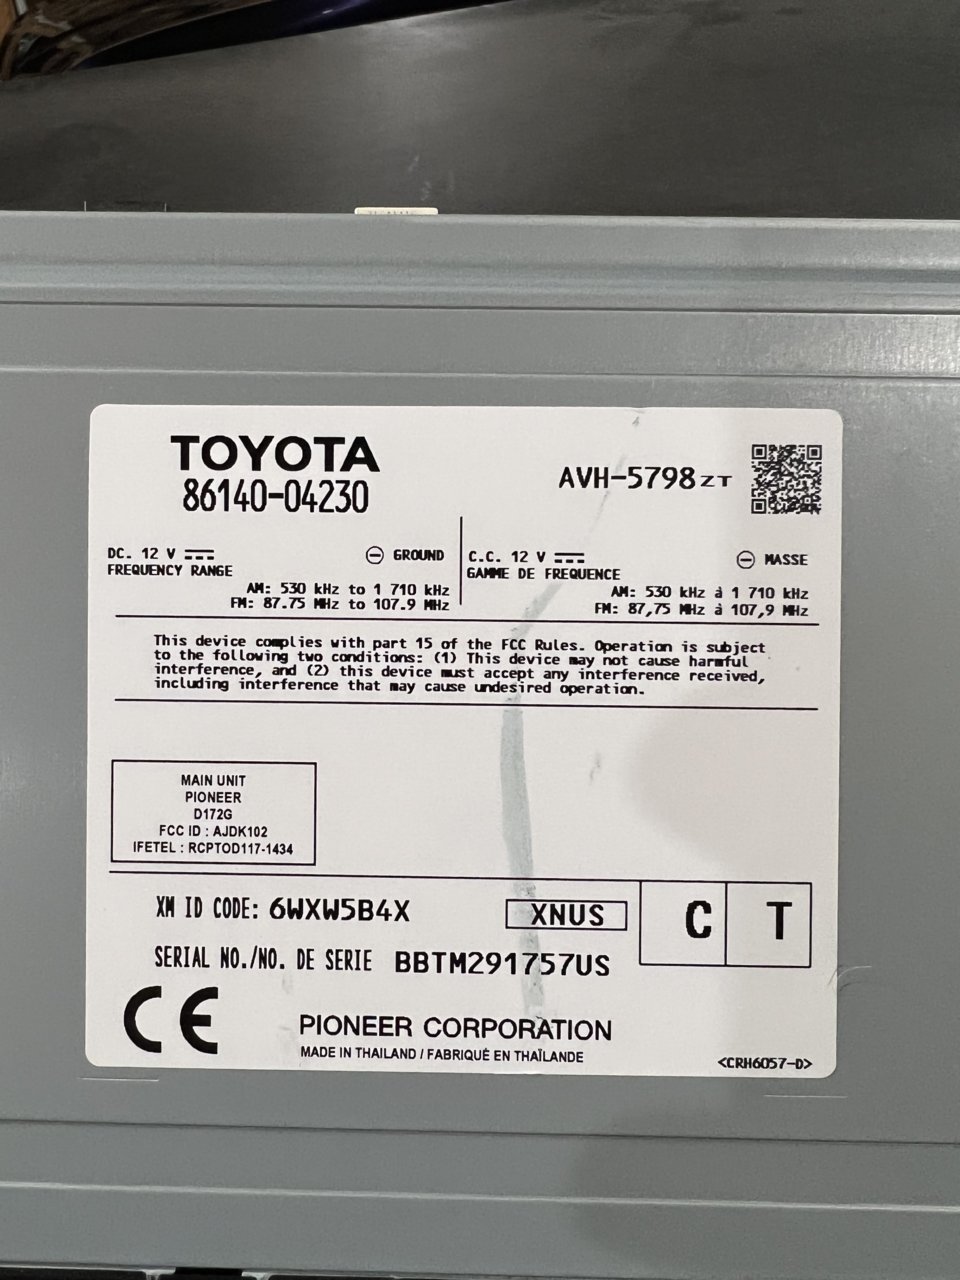 TOYOTA
86140-04230
AVH-5798ZT
DC. 12 V
GROUND
FREQUENCY RANGE
AM: 530 kHz to 1 710 kHz
FM: 87.75 MHz to 107.9 MHz
C.C. 12 V
MASSE
GAMME DE FREQUENCE
AM: 530 kHz à 1 710 kHz
FM: 87,75 MHz à 107,9 MHz
This device complies with part 15 of the FCC Rules. Operation is subject
to the following two conditions: (1) This device may not cause harmful
interference, and (2) this device must accept any interference received,
including interference that may cause undesired operation.
MAIN UNIT
PIONEER
D172G
FCC ID : AJDK102
IFETEL : RCPTOD117-1434
XM ID CODE: 6WXW5B4X
XNUS
C T
SERIAL NO./NO. DE SERIE BBTM291757US
CE
PIONEER CORPORATION
MADE IN THAILAND / FABRIQUÉ EN THAÏLANDE
<CRH6057-D>